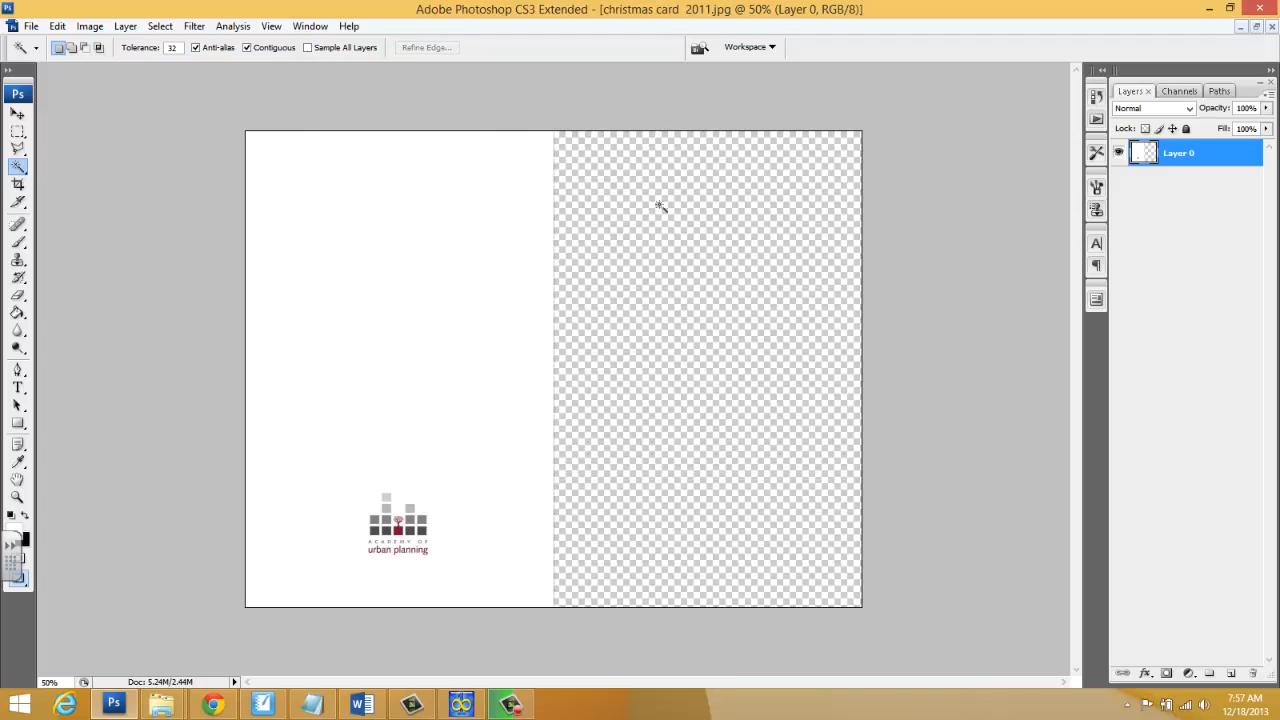 Adobe Photoshop CS3 Extended - [christmas card 2011.jpg @ 50% (Layer 0, RGB/8)]
File Edit Image Layer Select Filter Analysis View Window Help
Tolerance: 32 Anti-alias Contiguous Sample All Layers Refine Edge... Workspace
Ps
Layers Channels Paths
Normal Opacity: 100%
Lock: Fill: 100%
Layer 0
ACADEMY OF
urban planning
50% Doc: 5.24M/2.44M
7:57 AM
12/18/2013